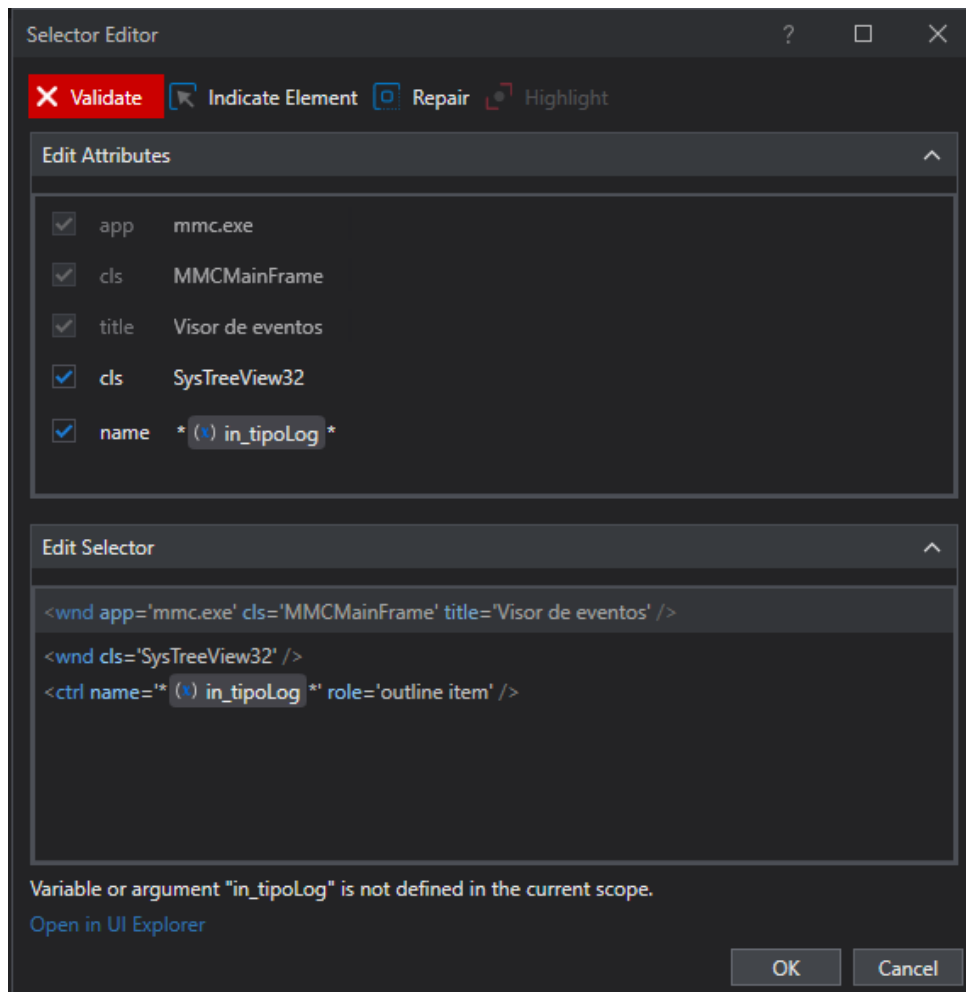 Selector Editor ?
Validate Indicate Element Repair Highlight
Edit Attributes
app mmc.exe
cls MMCMainFrame
title Visor de eventos
cls SysTreeView32
name * (x) in_tipoLog *
Edit Selector
<wnd app='mmc.exe' cls='MMCMainFrame' title='Visor de eventos' />
<wnd cls='SysTreeView32' />
<ctrl name='* (x) in_tipoLog *' role='outline item' />
Variable or argument "in_tipoLog" is not defined in the current scope.
Open in UI Explorer
OK Cancel